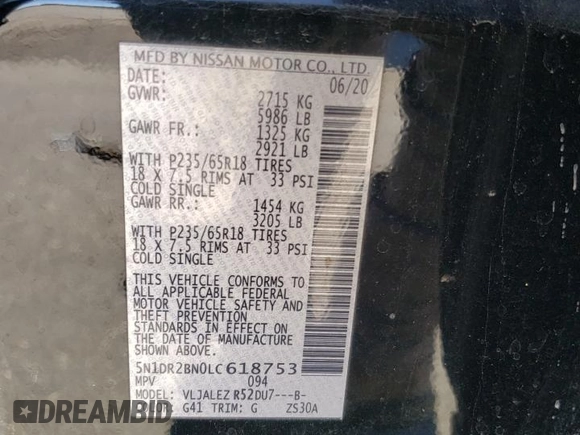 MFD BY NISSAN MOTOR CO., LTD.
DATE: 06/20
GVWR: 2715 KG
5986 LB
GAWR FR.: 1325 KG
2921 LB
WITH P235/65R18 TIRES
18 X 7.5 RIMS AT 33 PSI
COLD SINGLE
GAWR RR.: 1454 KG
3205 LB
WITH P235/65R18 TIRES
18 X 7.5 RIMS AT 33 PSI
COLD SINGLE
THIS VEHICLE CONFORMS TO
ALL APPLICABLE FEDERAL
MOTOR VEHICLE SAFETY AND
THEFT PREVENTION
STANDARDS IN EFFECT ON
THE DATE OF MANUFACTURE
SHOWN ABOVE.
5N1DR2BN0LC618753
MPV 094
MODEL: VLJALEZ R52DU7---B-
COLOR: G41 TRIM: G ZS30A
DREAMBID
START YOUR DREAM